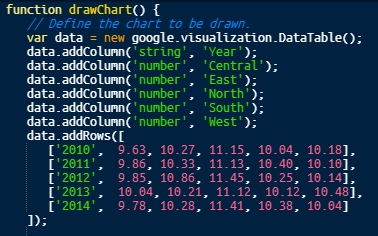 function drawChart() {
// Define the chart to be drawn.
var data = new google.visualization.DataTable();
data.addColumn('string', 'Year');
data.addColumn('number', 'Central');
data.addColumn('number', 'East');
data.addColumn('number', 'North');
data.addColumn('number', 'South');
data.addColumn('number', 'West');
data.addRows([
['2010', 9.63, 10.27, 11.15, 10.04, 10.18],
['2011', 9.86, 10.33, 11.13, 10.40, 10.10],
['2012', 9.85, 10.86, 11.45, 10.25, 10.14],
['2013', 10.04, 10.21, 11.12, 10.12, 10.48],
['2014', 9.78, 10.28, 11.41, 10.38, 10.04]
]);